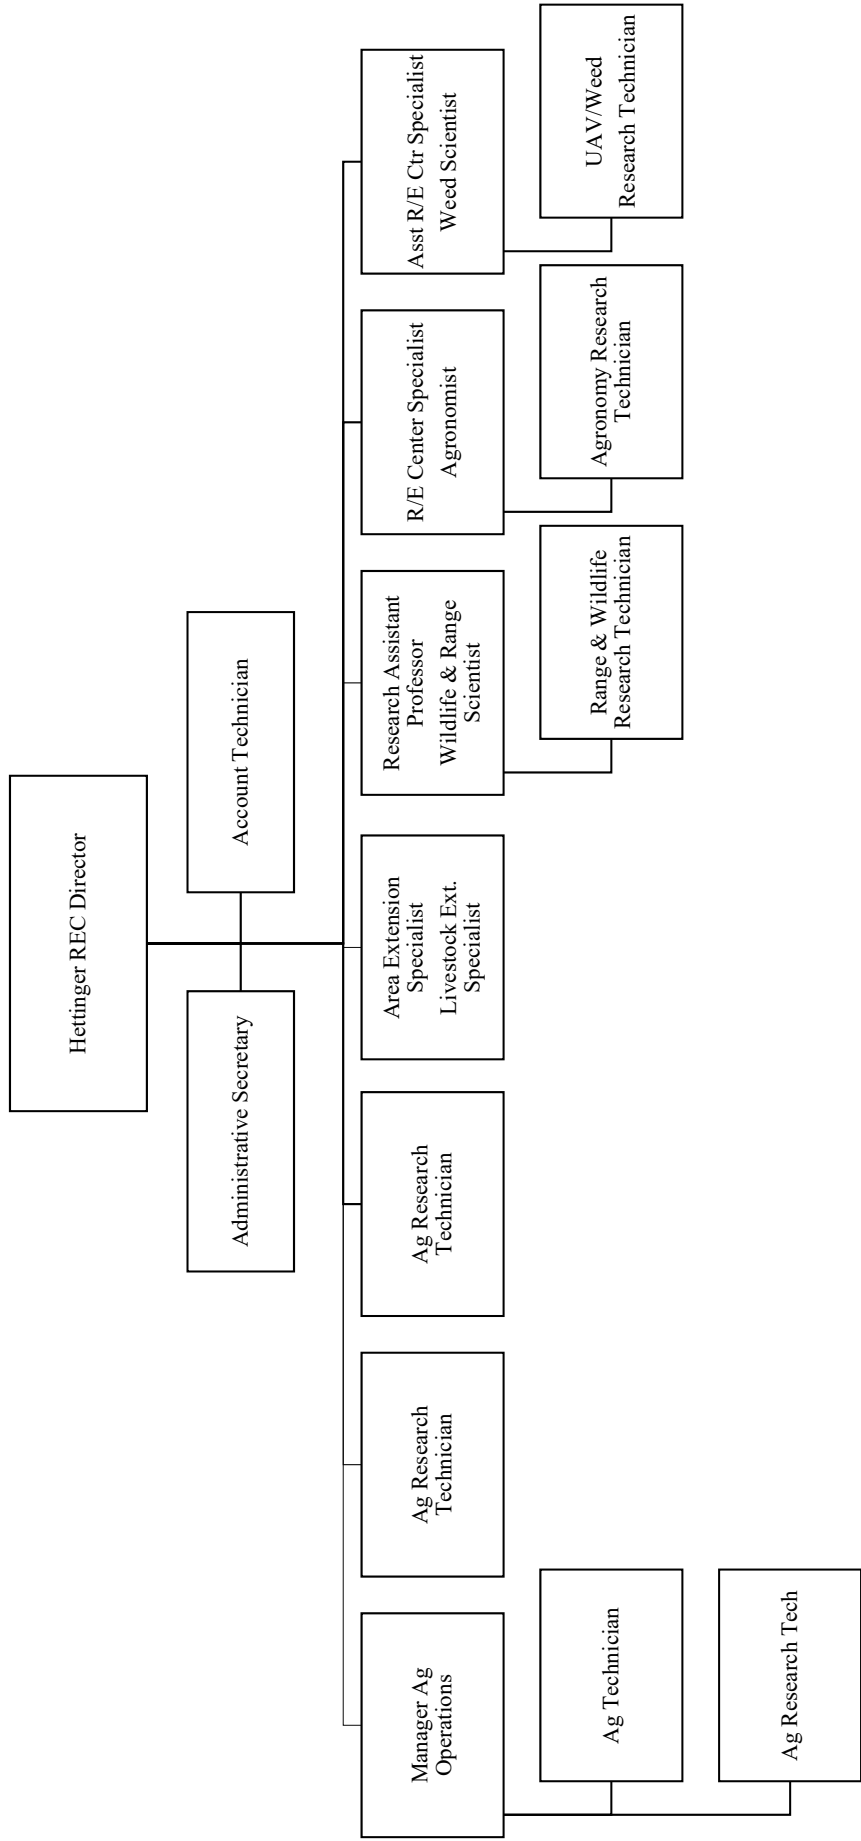 Hettinger REC Director
Administrative Secretary
Account Technician
Manager Ag
Operations
Ag Research
Technician
Ag Research
Technician
Area Extension
Specialist
Livestock Ext.
Specialist
Research Assistant
Professor
Wildlife & Range
Scientist
R/E Center Specialist
Agronomist
Asst R/E Ctr Specialist
Weed Scientist
Ag Technician
Range & Wildlife
Research Technician
Agronomy Research
Technician
UAV/Weed
Research Technician
Ag Research Tech